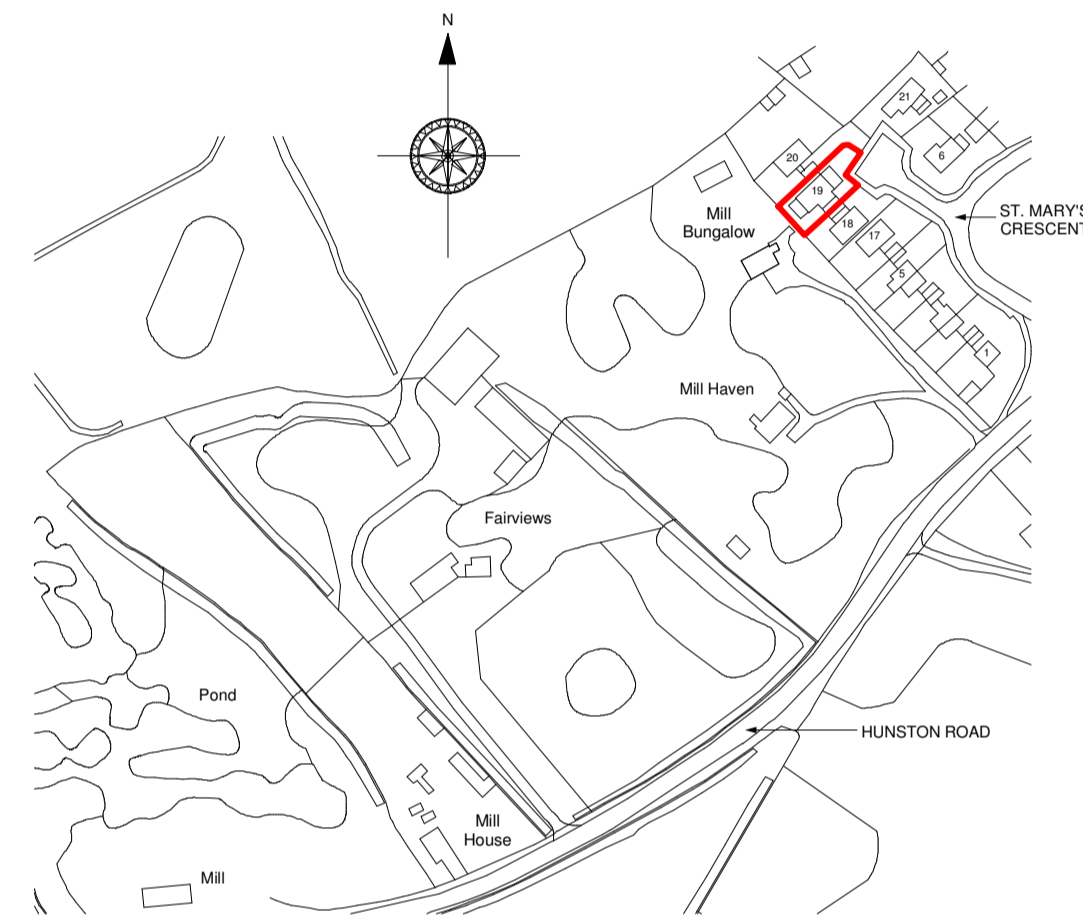 N
21
6
20
19
ST. MARY'S
CRESCENT
Mill
Bungalow
18
17
5
1
Mill Haven
Fairviews
Pond
HUNSTON ROAD
Mill
House
Mill